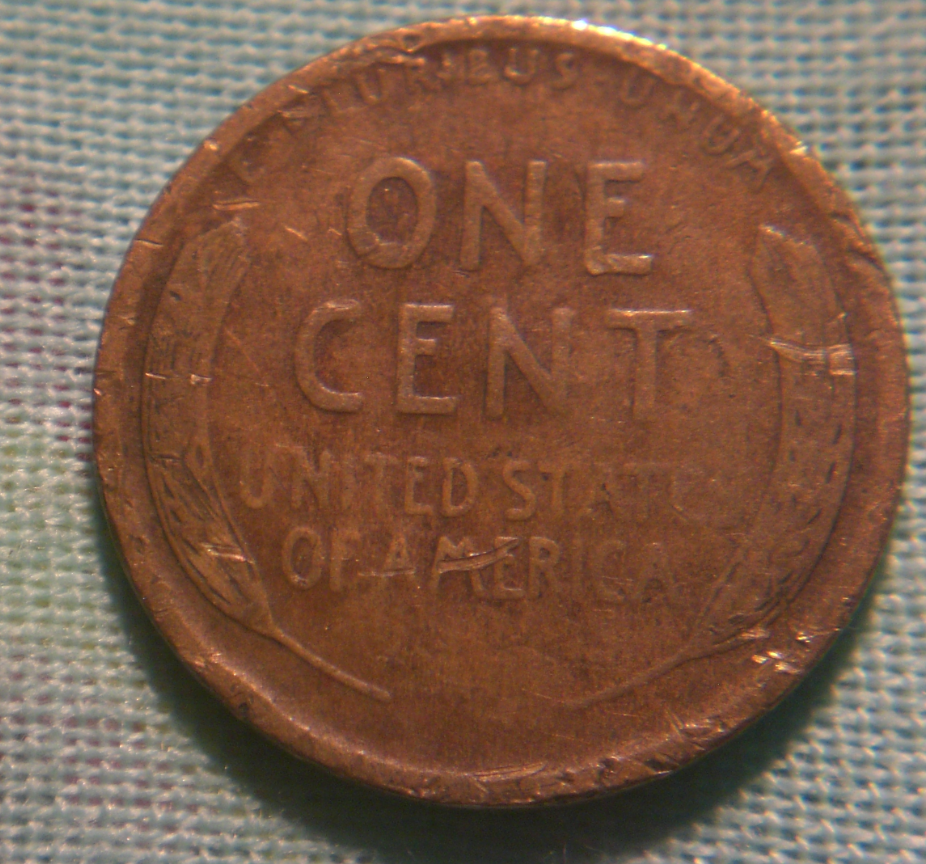 E PLURIBUS UNUM
ONE
CENT
UNITED STATES
OF AMERICA